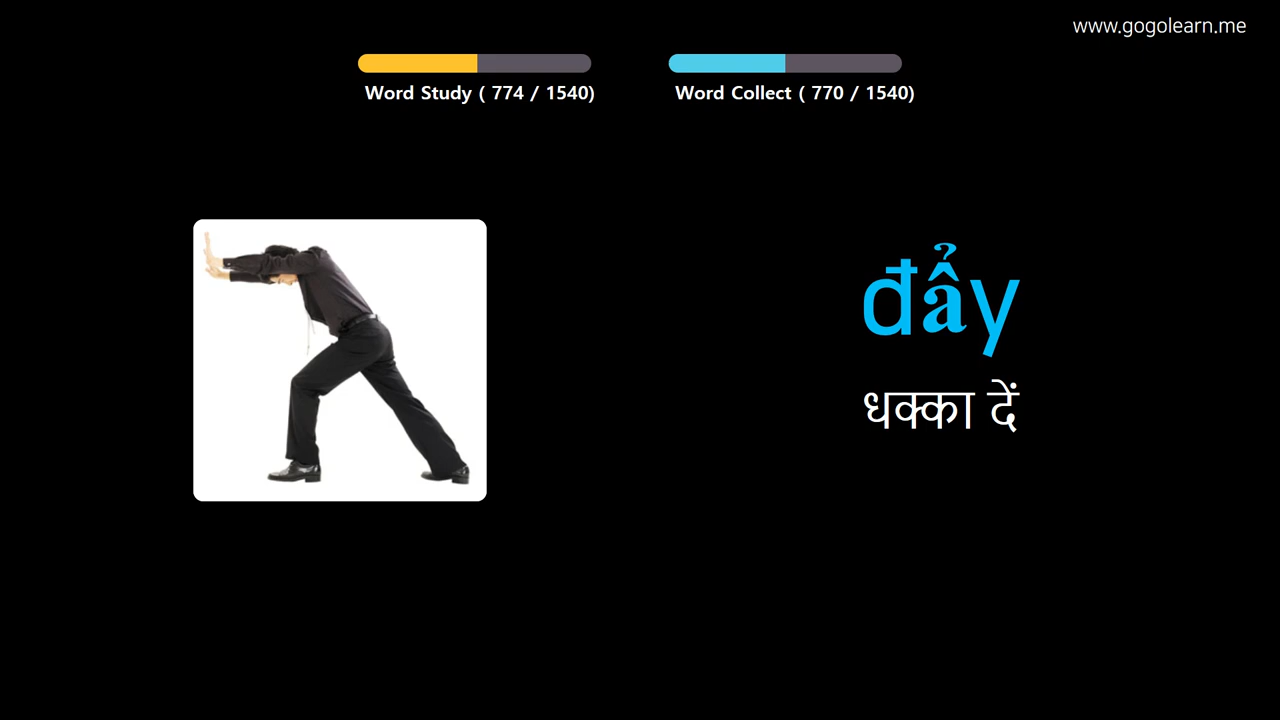 www.gogolearn.me
Word Study ( 774 / 1540)
Word Collect ( 770 / 1540)
đẩy
धक्का दें